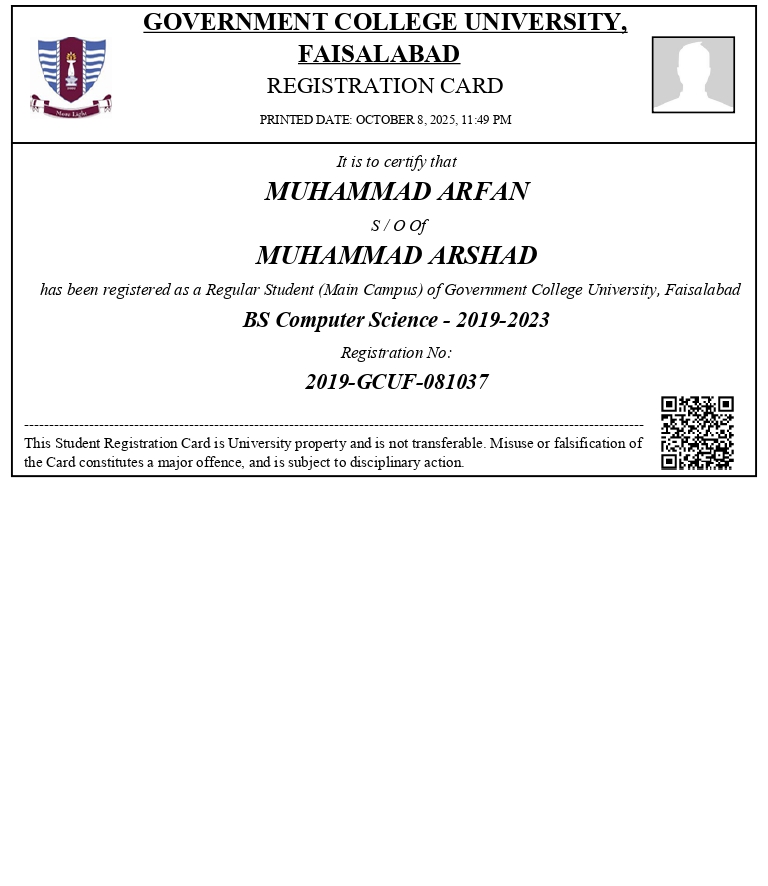 GOVERNMENT COLLEGE UNIVERSITY,
FAISALABAD
REGISTRATION CARD
PRINTED DATE: OCTOBER 8, 2025, 11:49 PM
More Light
It is to certify that
MUHAMMAD ARFAN
S / O Of
MUHAMMAD ARSHAD
has been registered as a Regular Student (Main Campus) of Government College University, Faisalabad
BS Computer Science - 2019-2023
Registration No:
2019-GCUF-081037
This Student Registration Card is University property and is not transferable. Misuse or falsification of
the Card constitutes a major offence, and is subject to disciplinary action.